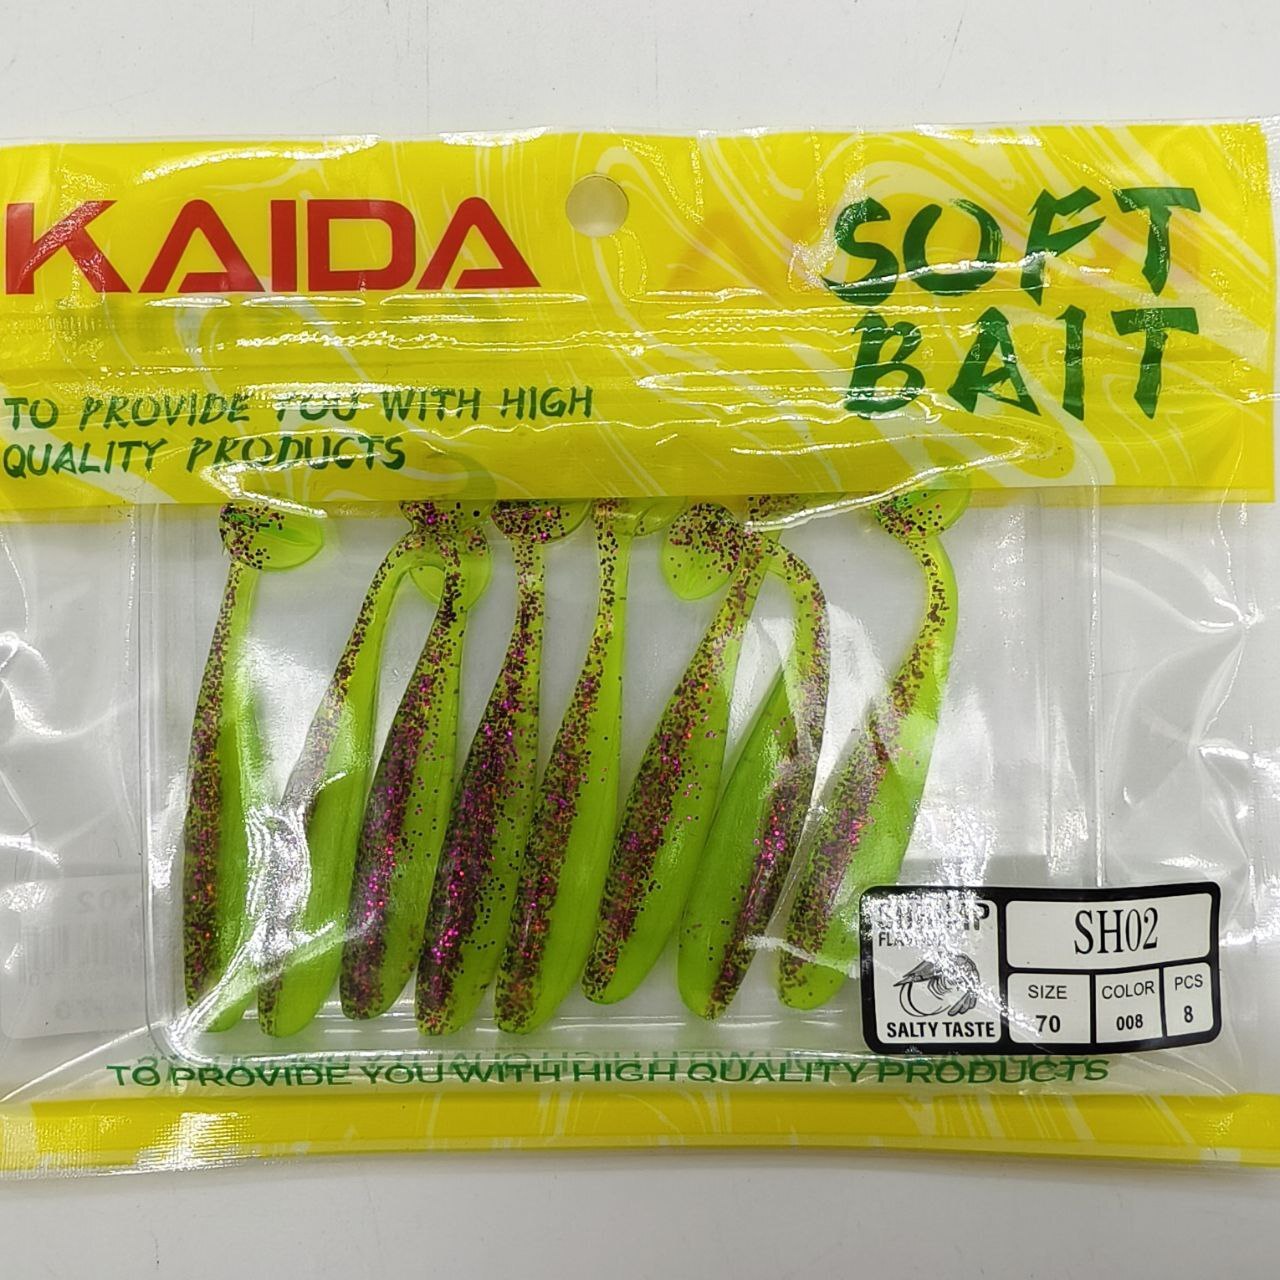 KAIDA
SOFT
BAIT
TO PROVIDE YOU WITH HIGH
QUALITY PRODUCTS
SHRIMP
SALTY TASTE
SH02
SIZE
70
COLOR
008
PCS
8
TO PROVIDE YOU WITH HIGH QUALITY PRODUCTS